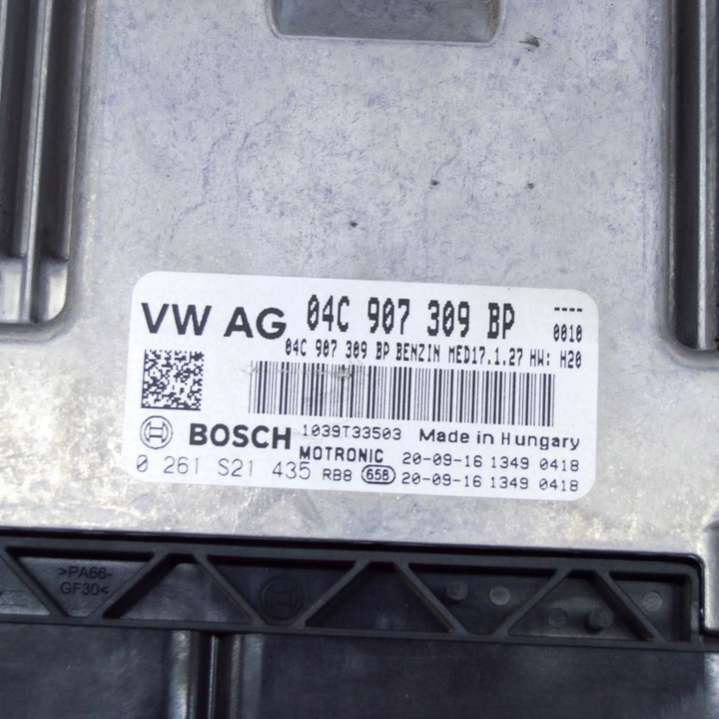 VW AG 04C 907 309 BP ----
0010
04C 907 309 BP BENZIN MED17.1.27 HW: H20
BOSCH 1039T33503 Made in Hungary
MOTRONIC 20-09-16 1349 0418
0 261 S21 435 RB8 658 20-09-16 1349 0418
>PA66-
GF30<